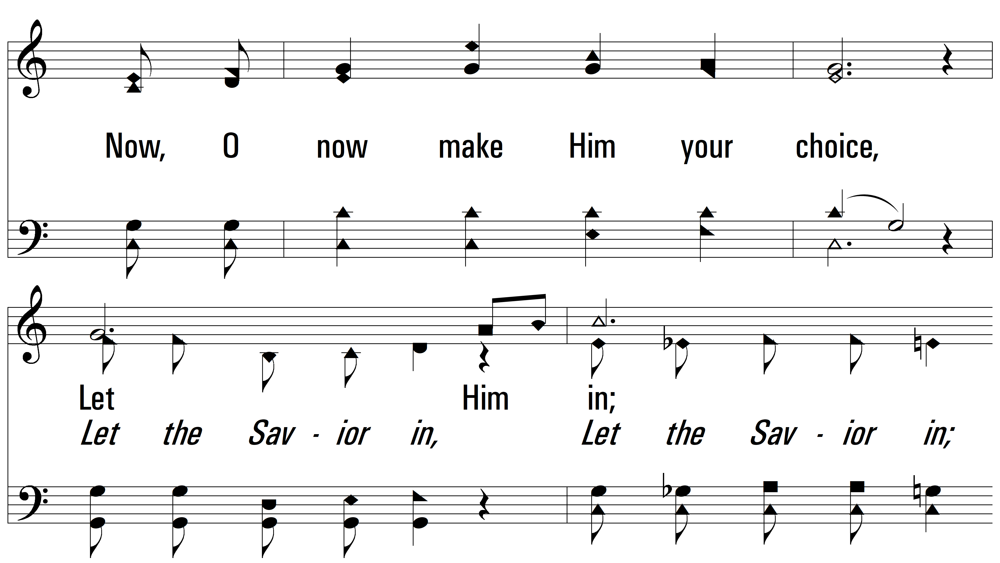 Now, O now make Him your choice,
Let Him in;
Let the Sav - ior in, Let the Sav - ior in;